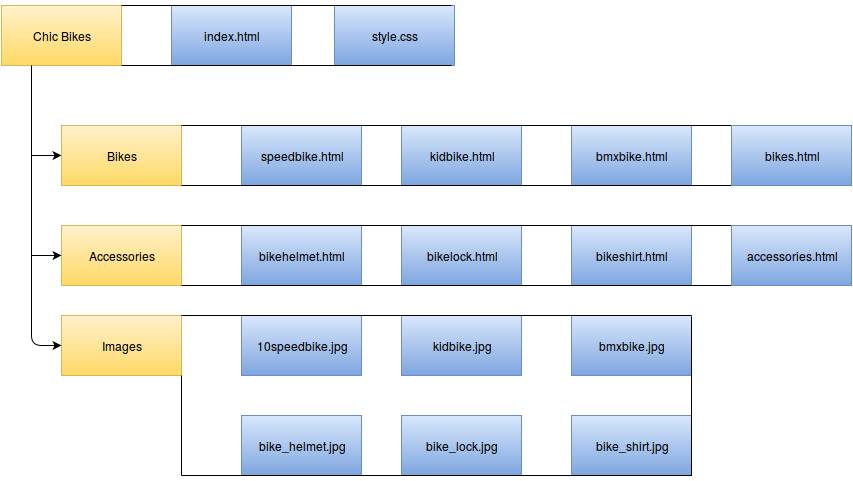 Chic Bikes
index.html
style.css
Bikes
speedbike.html
kidbike.html
bmxbike.html
bikes.html
Accessories
bikehelmet.html
bikelock.html
bikeshirt.html
accessories.html
Images
10speedbike.jpg
kidbike.jpg
bmxbike.jpg
bike_helmet.jpg
bike_lock.jpg
bike_shirt.jpg